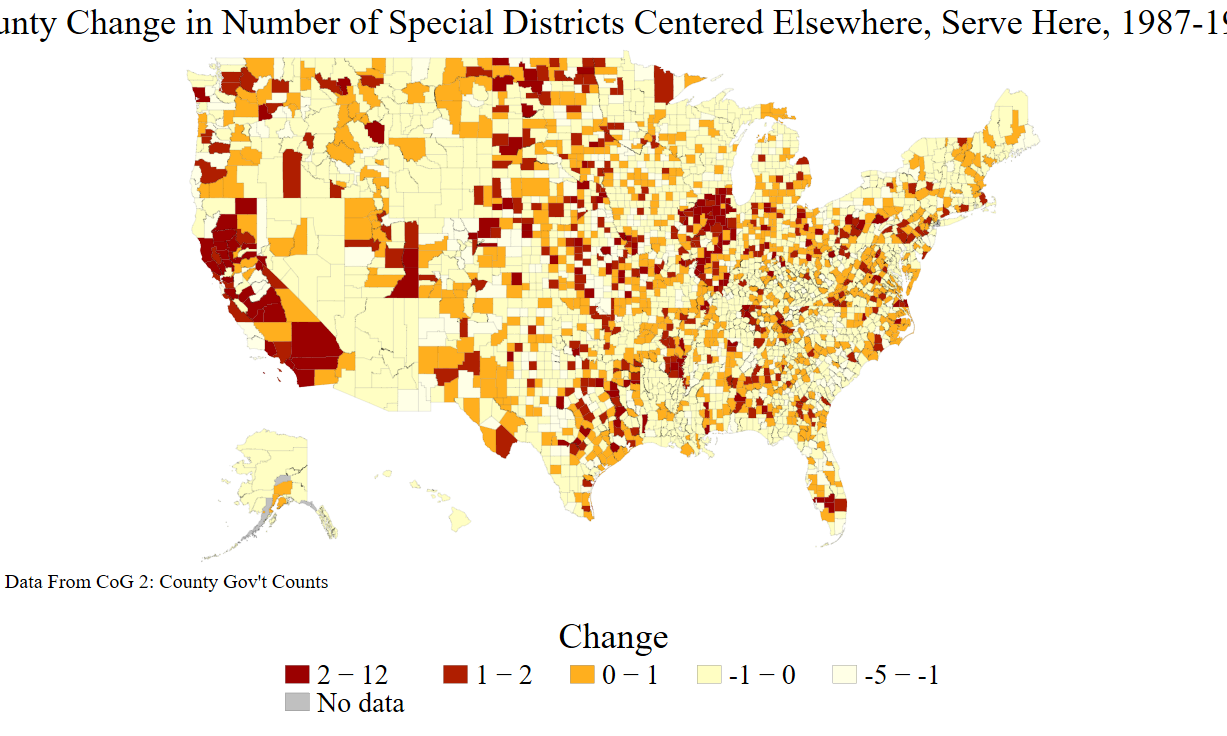 unty Change in Number of Special Districts Centered Elsewhere, Serve Here, 1987-19
Data From CoG 2: County Gov't Counts
Change
2 − 12
1 − 2
0 − 1
-1 − 0
-5 − -1
No data